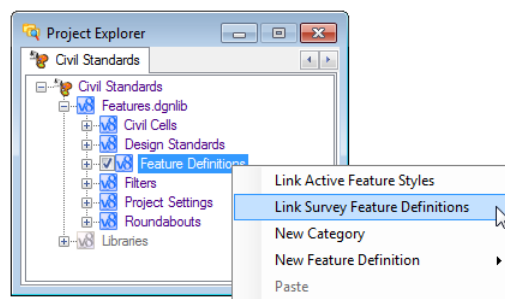 Project Explorer
Civil Standards
Civil Standards
Features.dgnlib
Civil Cells
Design Standards
Feature Definitions
Filters
Project Settings
Roundabouts
Libraries
Link Active Feature Styles
Link Survey Feature Definitions
New Category
New Feature Definition
Paste